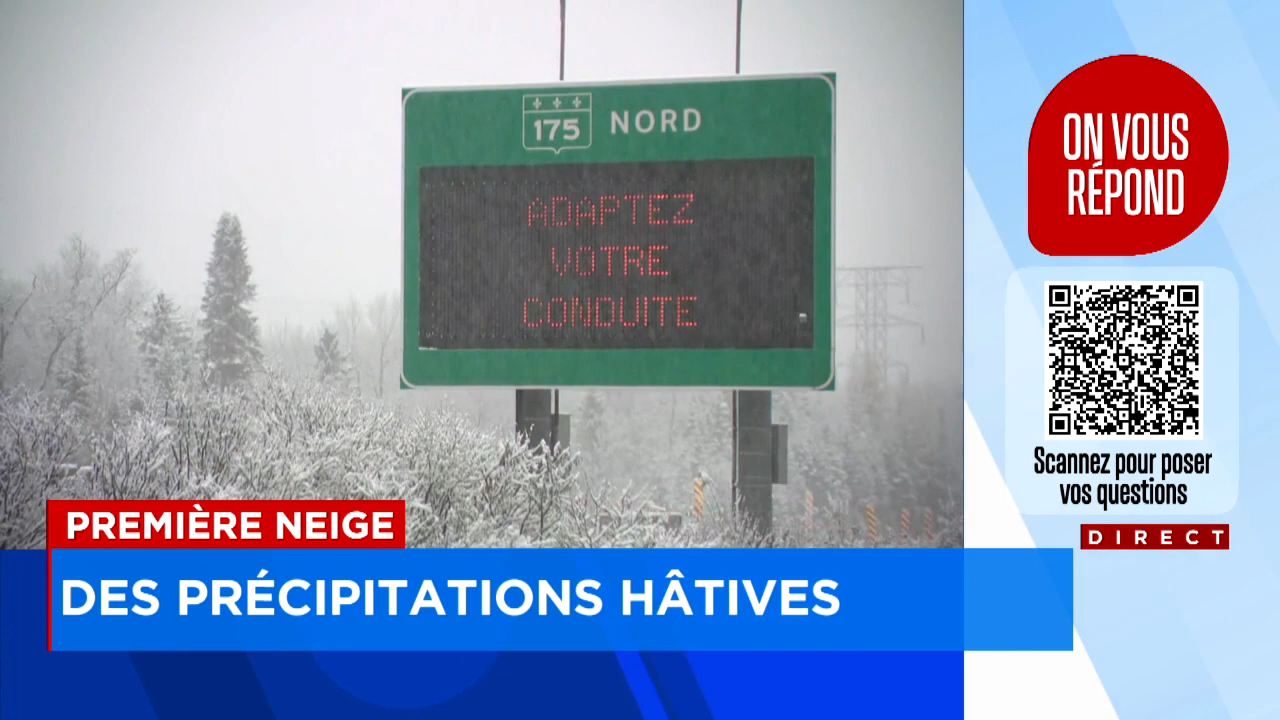 175 NORD
ADAPTEZ
VOTRE
CONDUITE
ON VOUS
RÉPOND
Scannez pour poser
vos questions
DIRECT
PREMIÈRE NEIGE
DES PRÉCIPITATIONS HÂTIVES